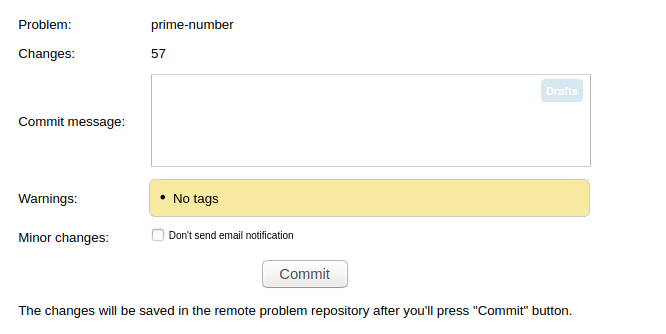 Problem: prime-number
Changes: 57
Drafts
Commit message:
Warnings: • No tags
Minor changes: Don't send email notification
Commit
The changes will be saved in the remote problem repository after you'll press "Commit" button.